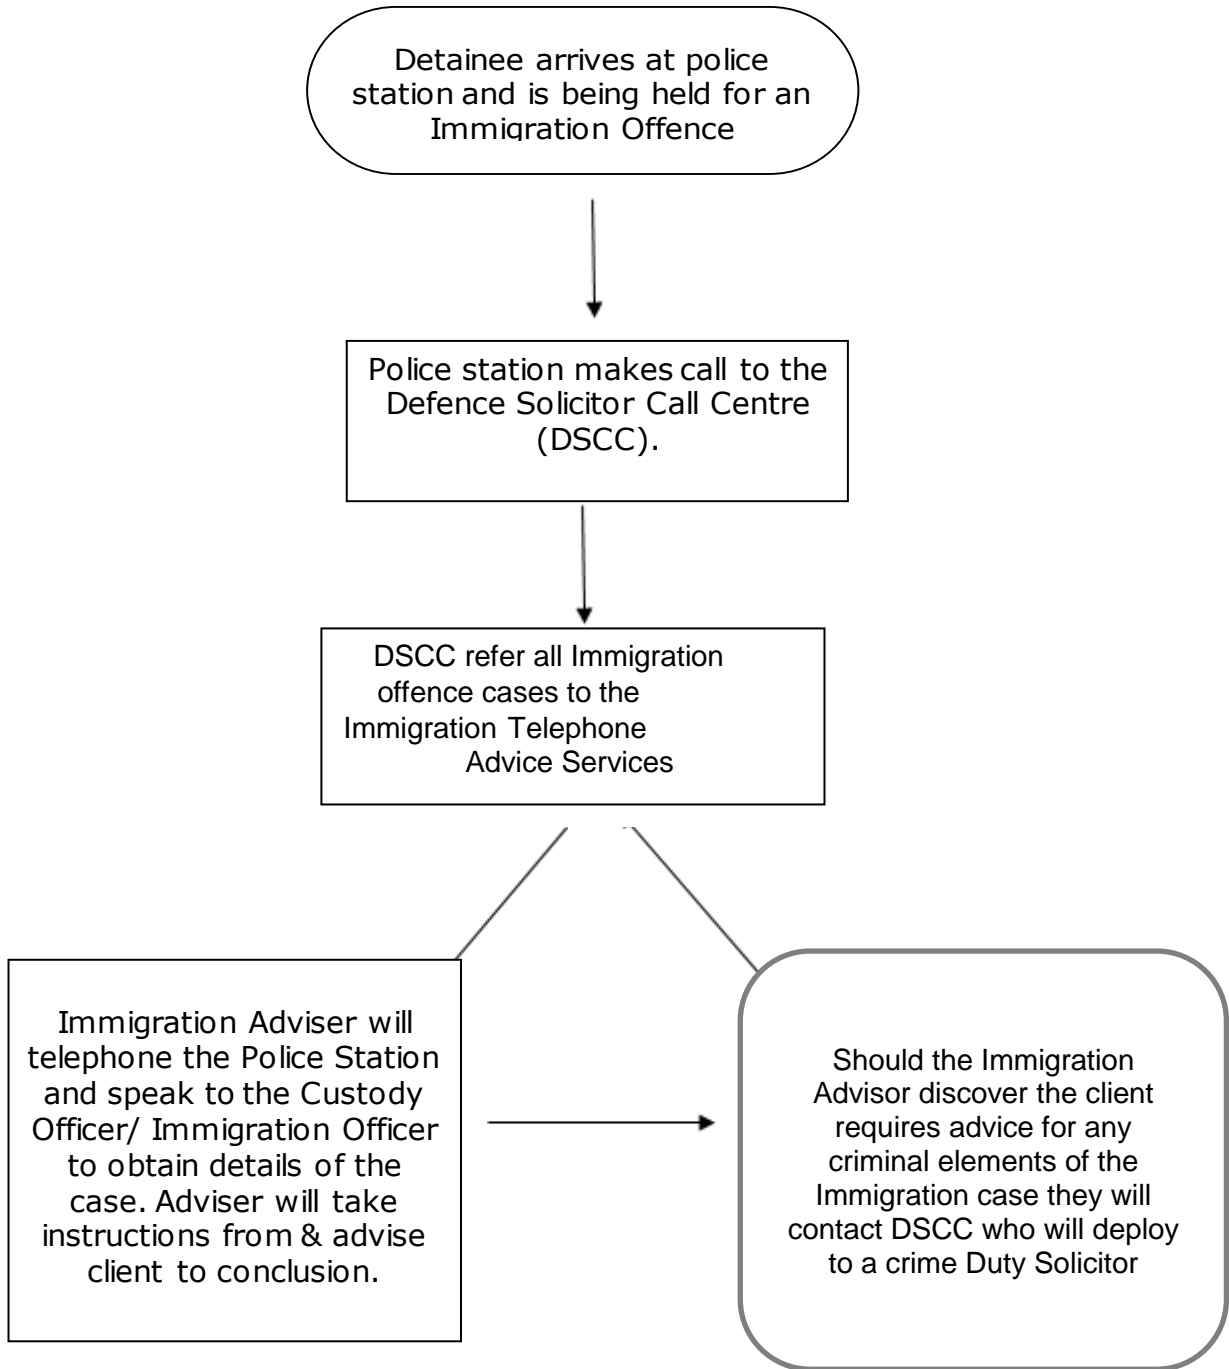 Detainee arrives at police
station and is being held for an
Immigration Offence
Police station makes call to the
Defence Solicitor Call Centre
(DSCC).
DSCC refer all Immigration
offence cases to the
Immigration Telephone
Advice Services
Immigration Adviser will
telephone the Police Station
and speak to the Custody
Officer/ Immigration Officer
to obtain details of the
case. Adviser will take
instructions from & advise
client to conclusion.
Should the Immigration
Advisor discover the client
requires advice for any
criminal elements of the
Immigration case they will
contact DSCC who will deploy
to a crime Duty Solicitor